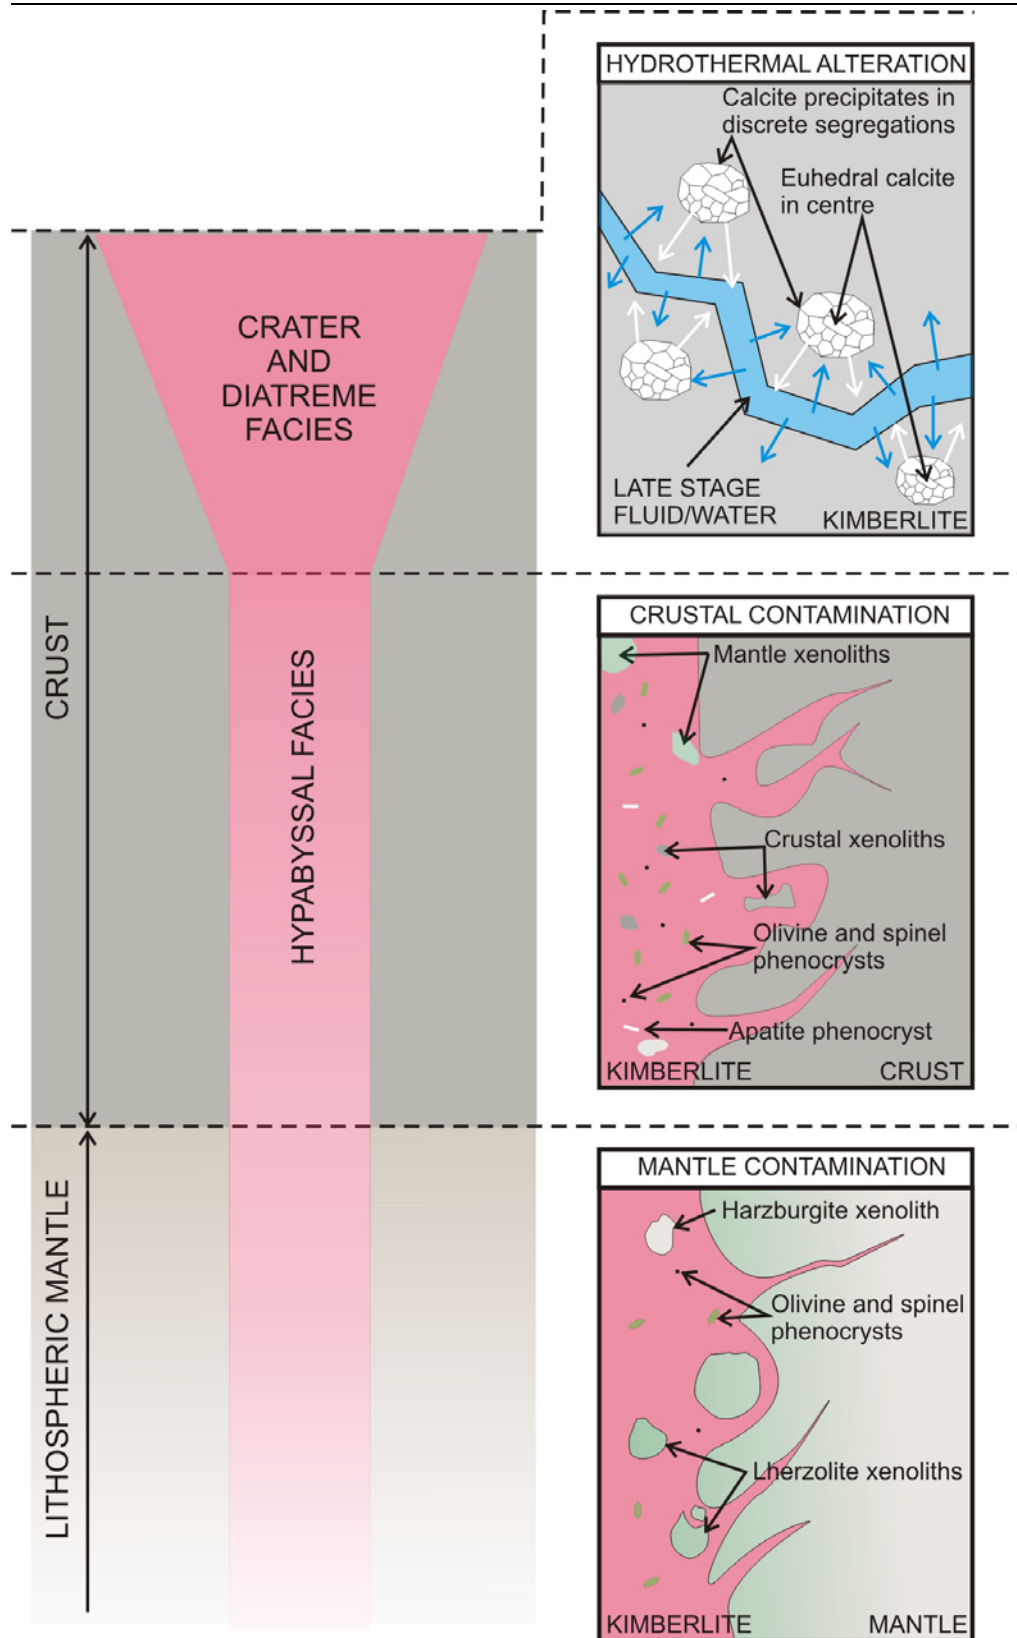 CRATER
AND
DIATREME
FACIES
HYPABYSSAL FACIES
CRUST
LITHOSPHERIC MANTLE
HYDROTHERMAL ALTERATION
Calcite precipitates in
discrete segregations
Euhedral calcite
in centre
LATE STAGE
FLUID/WATER
KIMBERLITE
CRUSTAL CONTAMINATION
Mantle xenoliths
Crustal xenoliths
Olivine and spinel
phenocrysts
Apatite phenocryst
KIMBERLITE
CRUST
MANTLE CONTAMINATION
Harzburgite xenolith
Olivine and spinel
phenocrysts
Lherzolite xenoliths
KIMBERLITE
MANTLE